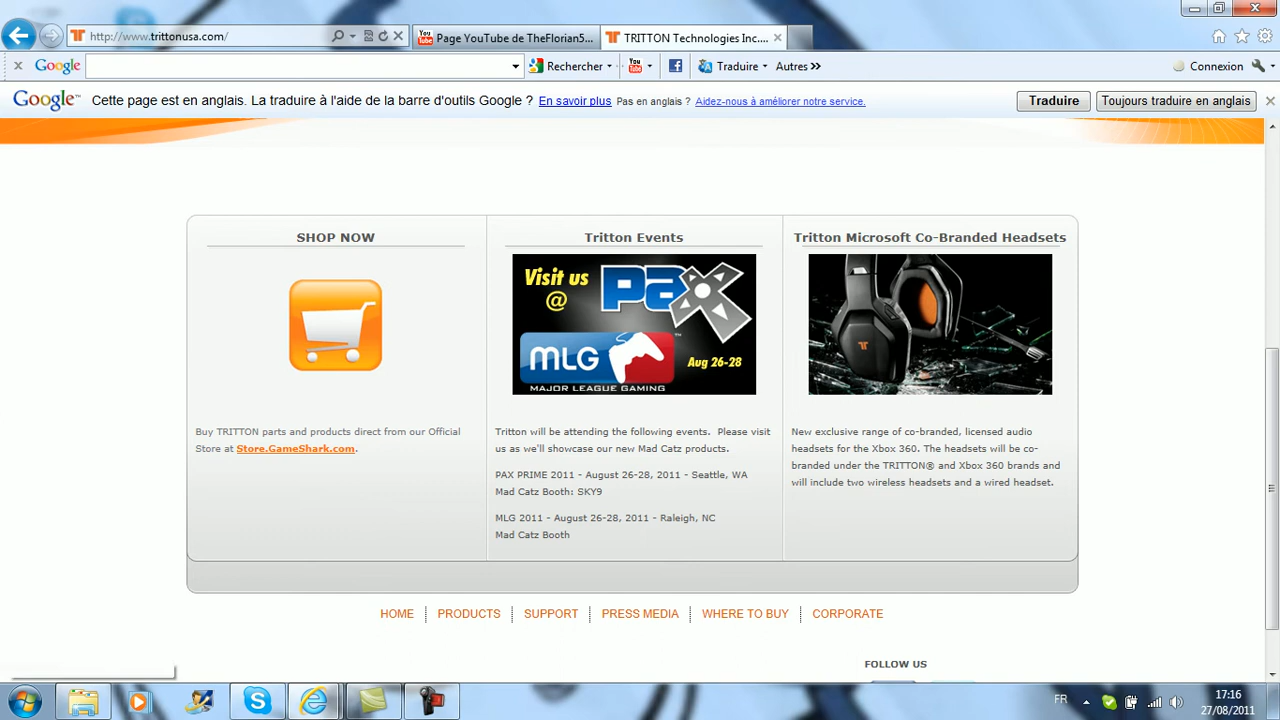 http://www.trittonusa.com/
Page YouTube de TheFlorian5...
TRITTON Technologies Inc....
Google
Rechercher
Traduire
Autres »
Connexion
Google™ Cette page est en anglais. La traduire à l'aide de la barre d'outils Google ? En savoir plus Pas en anglais ? Aidez-nous à améliorer notre service.
Traduire
Toujours traduire en anglais
SHOP NOW
Buy TRITTON parts and products direct from our Official
Store at Store.GameShark.com.
Tritton Events
Visit us
@
PAX
MLG™
Aug 26-28
MAJOR LEAGUE GAMING
Tritton will be attending the following events. Please visit
us as we'll showcase our new Mad Catz products.
PAX PRIME 2011 - August 26-28, 2011 - Seattle, WA
Mad Catz Booth: SKY9
MLG 2011 - August 26-28, 2011 - Raleigh, NC
Mad Catz Booth
Tritton Microsoft Co-Branded Headsets
New exclusive range of co-branded, licensed audio
headsets for the Xbox 360. The headsets will be co-
branded under the TRITTON® and Xbox 360 brands and
will include two wireless headsets and a wired headset.
HOME
PRODUCTS
SUPPORT
PRESS MEDIA
WHERE TO BUY
CORPORATE
FOLLOW US
FR
17:16
27/08/2011